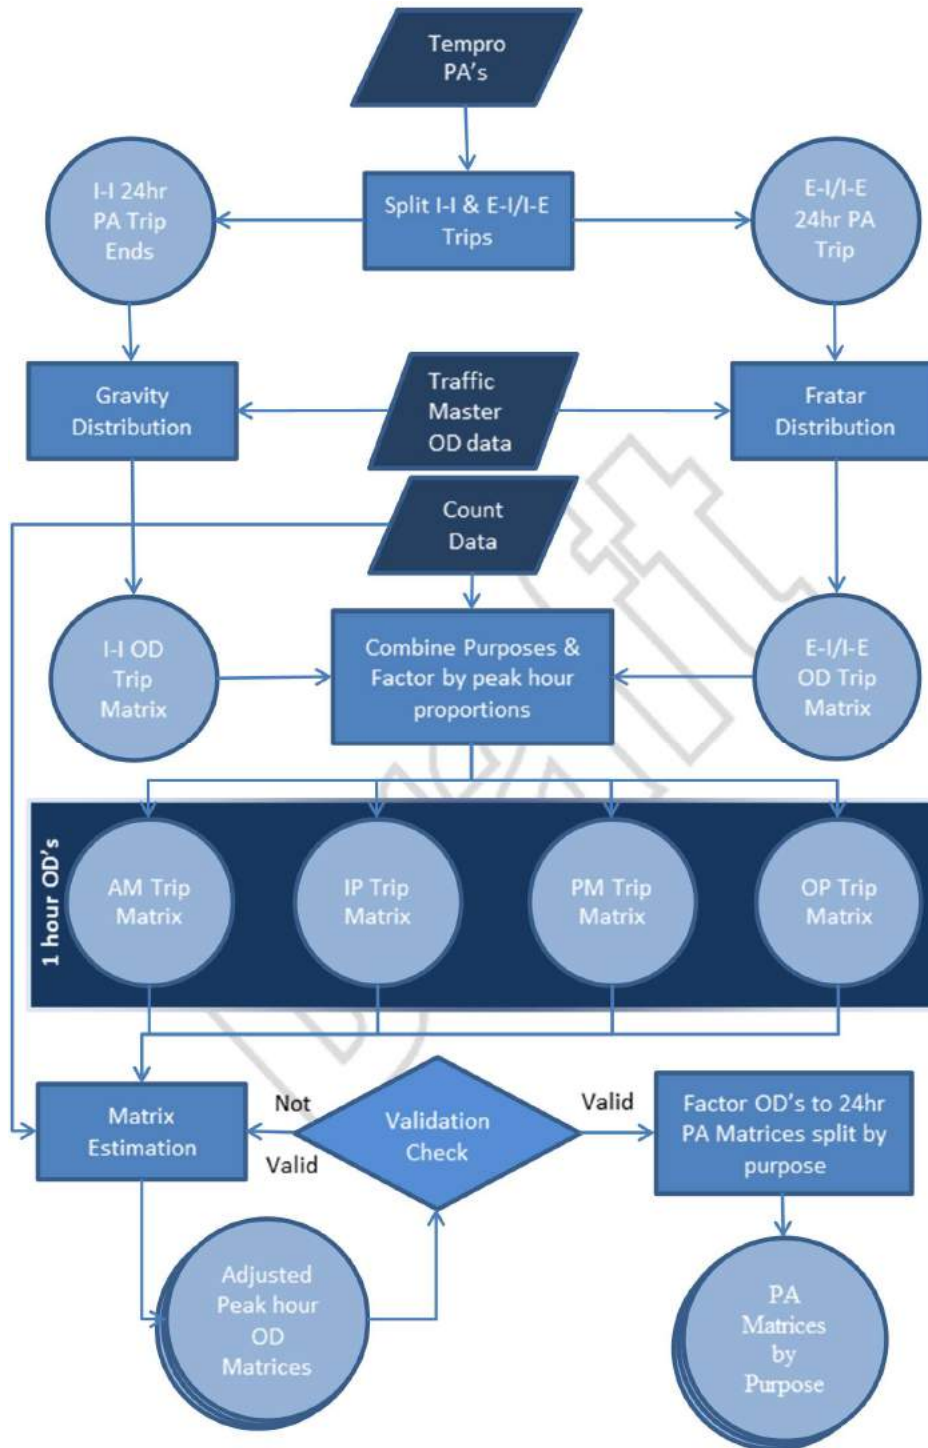 Tempro
PA's
I-I 24hr
PA Trip
Ends
Split I-I & E-I/I-E
Trips
E-I/I-E
24hr PA
Trip
Gravity
Distribution
Traffic
Master
OD data
Fratar
Distribution
Count
Data
I-I OD
Trip
Matrix
Combine Purposes &
Factor by peak hour
proportions
E-I/I-E
OD Trip
Matrix
1 hour OD's
AM Trip
Matrix
IP Trip
Matrix
PM Trip
Matrix
OP Trip
Matrix
Matrix
Estimation
Not
Valid
Validation
Check
Valid
Factor OD's to 24hr
PA Matrices split by
purpose
Adjusted
Peak hour
OD
Matrices
PA
Matrices
by
Purpose
Draft